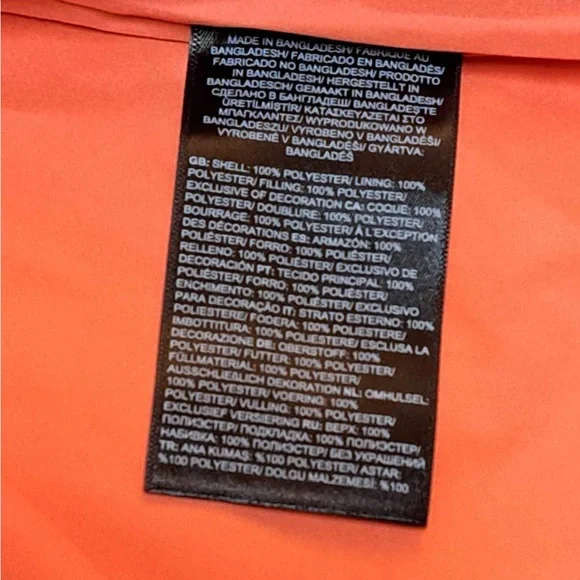 MADE IN BANGLADESH/ FABRIQUE AU
BANGLADESH/ FABRICADO EN BANGLADÉS/
FABRICADO NO BANGLADESH/ PRODOTTO
IN BANGLADESH/ HERGESTELLT IN
BANGLADESCH/ GEMAAKT IN BANGLADESH/
СДЕЛАНО В БАНГЛАДЕШ/ BANGLADEŞ'TE
ÜRETİLMİŞTİR/ ΚΑΤΑΣΚΕΥΑΖΕΤΑΙ ΣΤΟ
ΜΠΑΓΚΛΑΝΤΕΣ/ WYPRODUKOWANO W
BANGLADESZU/ VYROBENO V BANGLADÉŠI/
VYROBENÉ V BANGLADÉŠI/ GYÁRTVA:
BANGLADÉŠ
GB: SHELL: 100% POLYESTER/ LINING: 100%
POLYESTER/ FILLING: 100% POLYESTER/
EXCLUSIVE OF DECORATION CA: COQUE: 100%
POLYESTER/ DOUBLURE: 100% POLYESTER/
BOURRAGE: 100% POLYESTER/ À L'EXCEPTION
DES DÉCORATIONS ES: ARMAZÓN: 100%
POLIÉSTER/ FORRO: 100% POLIÉSTER/
RELLENO: 100% POLIÉSTER/ EXCLUSIVO DE
DECORACIÓN PT: TECIDO PRINCIPAL: 100%
POLIÉSTER/ FORRO: 100% POLIÉSTER/
ENCHIMENTO: 100% POLIÉSTER/ EXCLUSIVO
PARA DECORAÇÃO IT: STRATO ESTERNO: 100%
POLIESTERE/ FODERA: 100% POLIESTERE/
IMBOTTITURA: 100% POLIESTERE/ ESCLUSA LA
DECORAZIONE DE: OBERSTOFF: 100%
POLYESTER/ FUTTER: 100% POLYESTER/
FÜLLMATERIAL: 100% POLYESTER/
AUSSCHLIEẞLICH DEKORATION NL: OMHULSEL:
100% POLYESTER/ VOERING: 100%
POLYESTER/ VULLING: 100% POLYESTER/
EXCLUSIEF VERSIERING RU: ВЕРХ: 100%
ПОЛИЭСТЕР/ ПОДКЛАДКА: 100% ПОЛИЭСТЕР/
НАБИВКА: 100% ПОЛИЭСТЕР/ БЕЗ УКРАШЕНИЙ
TR: ANA KUMAŞ: %100 POLYESTER/ ASTAR:
%100 POLYESTER/ DOLGU MALZEMESİ: %100